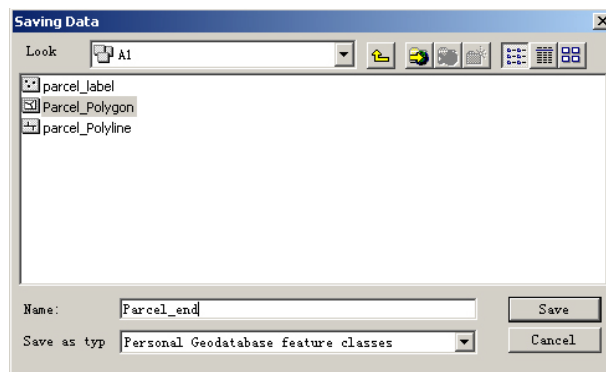 Saving Data
Look A1
parcel_label
Parcel_Polygon
parcel_Polyline
Name: Parcel_end Save
Save as typ Personal Geodatabase feature classes Cancel